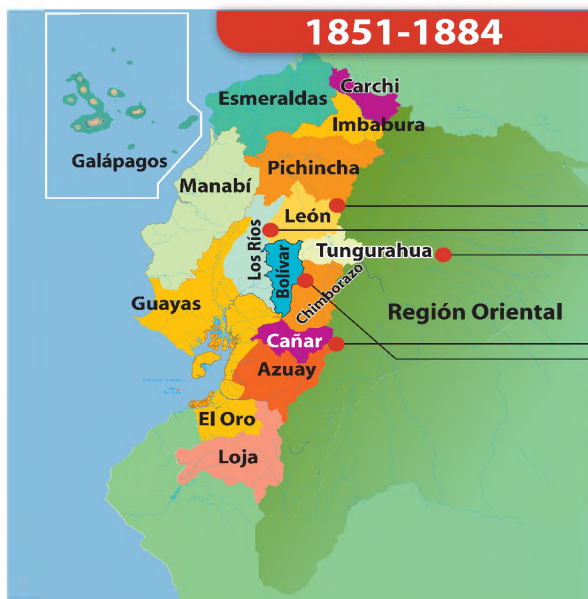 1851-1884
Carchi
Esmeraldas
Imbabura
Galápagos
Pichincha
Manabí
León
Los Ríos
Tungurahua
Bolívar
Chimborazo
Guayas
Región Oriental
Cañar
Azuay
El Oro
Loja